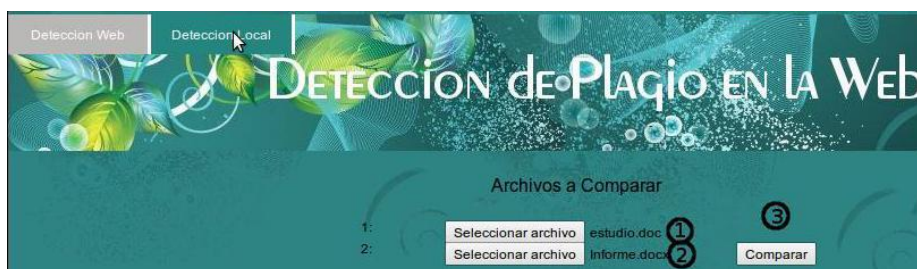 Deteccion Web Deteccion Local
DETECCION dE PLAGIO EN LA WEb
Archivos a Comparar
3
1: Seleccionar archivo estudio.doc 1
2: Seleccionar archivo Informe.docx 2 Comparar